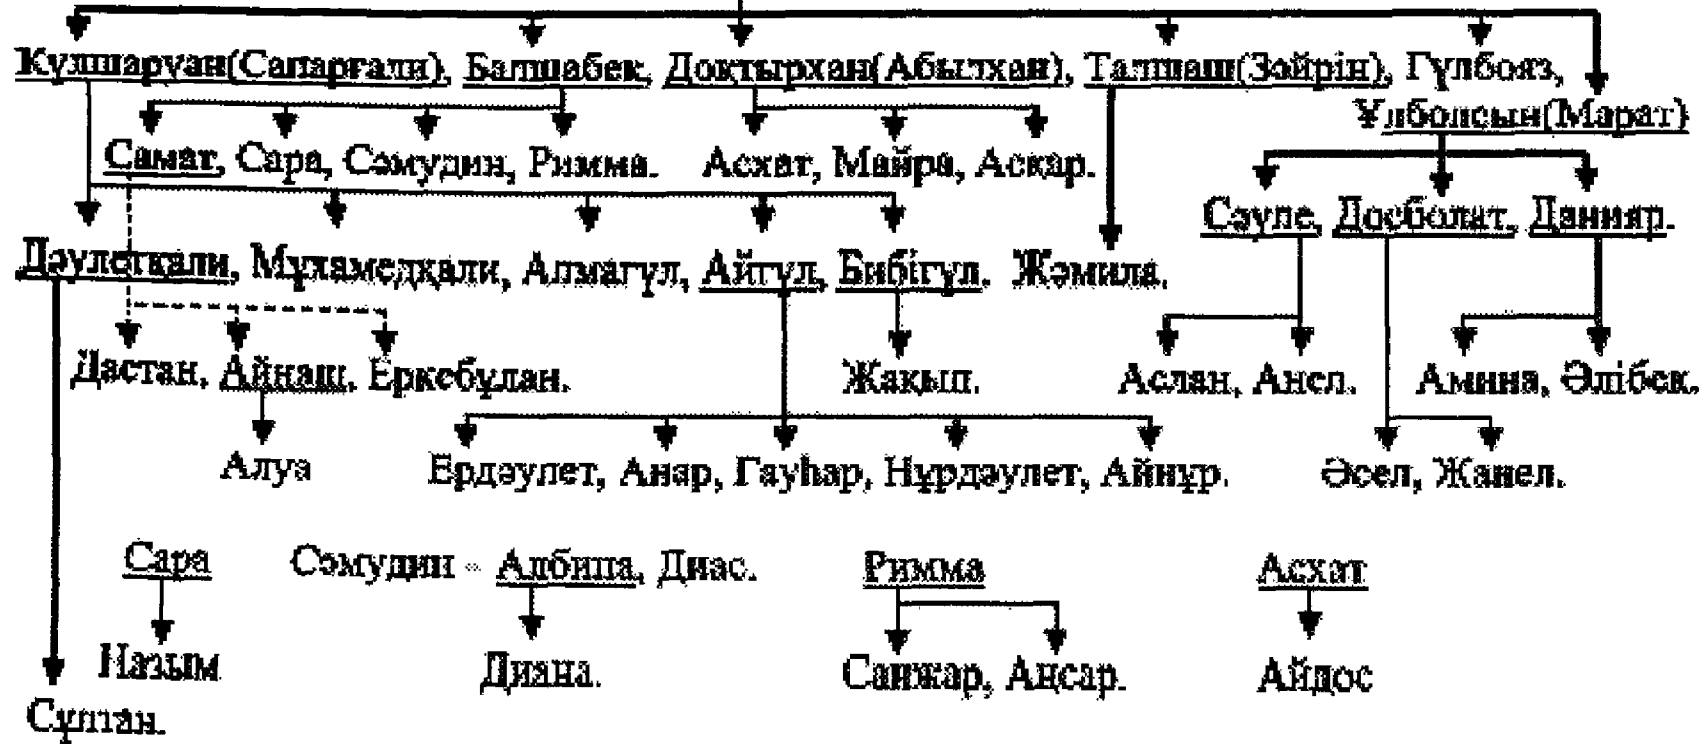 Күлшаруан(Сапарғали), Балшабек, Доқтырхан(Абылхан), Талшаш(Зәйрін), Гүлбояз,
Ұлболсын(Марат)
Самат, Сара, Сәмудин, Римма. Асхат, Майра, Асқар.
Сәуле, Досболат, Данияр.
Дәулетқали, Мұхамедқали, Алмагүл, Айгүл, Бибігүл. Жәмила.
Дастан, Айнаш, Еркебұлан. Жақып. Аслан, Анел. Амина, Әлібек.
Алуа Ердәулет, Анар, Гауһар, Нұрдәулет, Айнұр. Әсел, Жанел.
Сара Сәмудин - Албина, Диас. Римма Асхат
Назым Диана. Санжар, Аңсар. Айдос
Сұлтан.